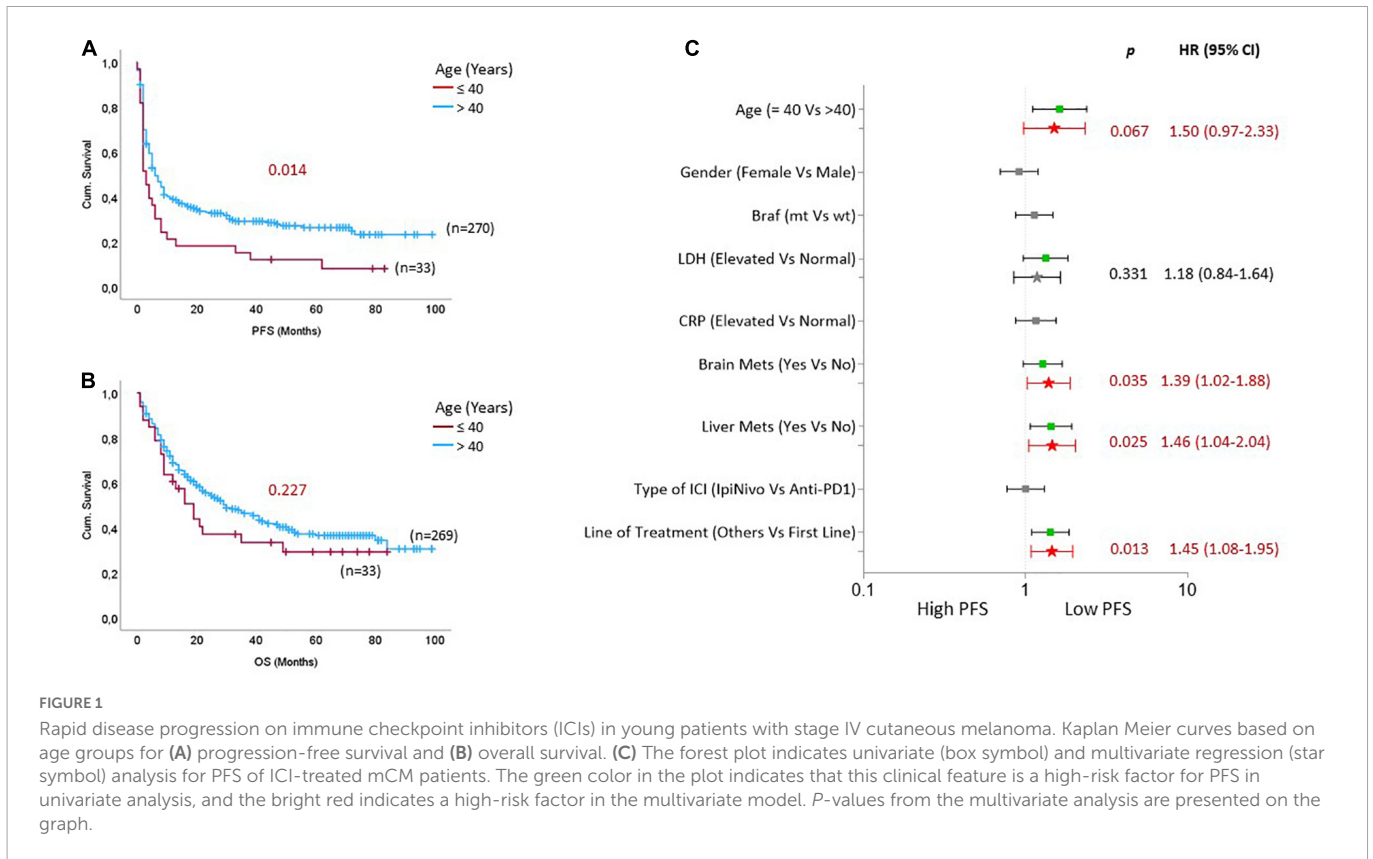 A
1,0
0,8
0,6
0,4
0,2
0,0
Cum. Survival
Age (Years)
≤ 40
> 40
0.014
(n=270)
(n=33)
0 20 40 60 80 100
PFS (Months)
B
1,0
0,8
0,6
0,4
0,2
0,0
Cum. Survival
Age (Years)
≤ 40
> 40
0.227
(n=269)
(n=33)
0 20 40 60 80 100
OS (Months)
C
p HR (95% CI)
Age (= 40 Vs >40)
0.067 1.50 (0.97-2.33)
Gender (Female Vs Male)
Braf (mt Vs wt)
LDH (Elevated Vs Normal)
0.331 1.18 (0.84-1.64)
CRP (Elevated Vs Normal)
Brain Mets (Yes Vs No)
0.035 1.39 (1.02-1.88)
Liver Mets (Yes Vs No)
0.025 1.46 (1.04-2.04)
Type of ICI (IpiNivo Vs Anti-PD1)
Line of Treatment (Others Vs First Line)
0.013 1.45 (1.08-1.95)
0.1 1 10
High PFS Low PFS
FIGURE 1
Rapid disease progression on immune checkpoint inhibitors (ICIs) in young patients with stage IV cutaneous melanoma. Kaplan Meier curves based on
age groups for (A) progression-free survival and (B) overall survival. (C) The forest plot indicates univariate (box symbol) and multivariate regression (star
symbol) analysis for PFS of ICI-treated mCM patients. The green color in the plot indicates that this clinical feature is a high-risk factor for PFS in
univariate analysis, and the bright red indicates a high-risk factor in the multivariate model. P-values from the multivariate analysis are presented on the
graph.